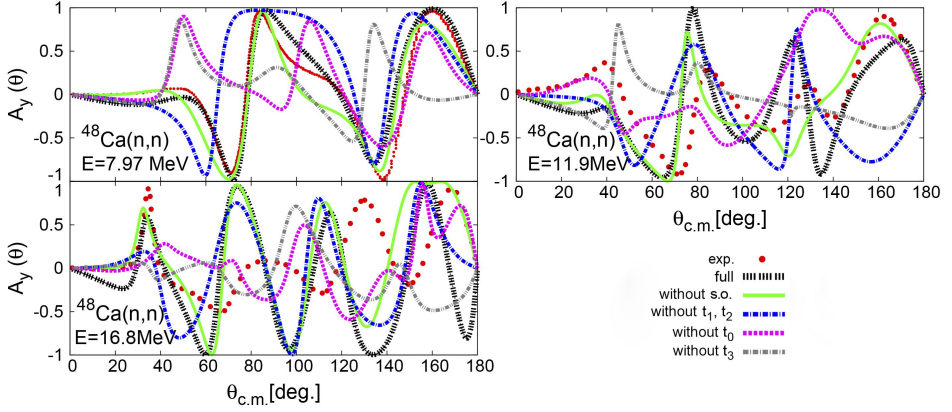 1
0.5
0
-0.5
-1
A_y (θ)
48Ca(n,n)
E=7.97 MeV
1
0.5
0
-0.5
-1
A_y (θ)
48Ca(n,n)
E=16.8MeV
0 20 40 60 80 100 120 140 160 180
θ_c.m. [deg.]
1
0.5
0
-0.5
-1
48Ca(n,n)
E=11.9MeV
0 20 40 60 80 100 120 140 160 180
θ_c.m. [deg.]
exp.
full
without s.o.
without t1, t2
without t0
without t3